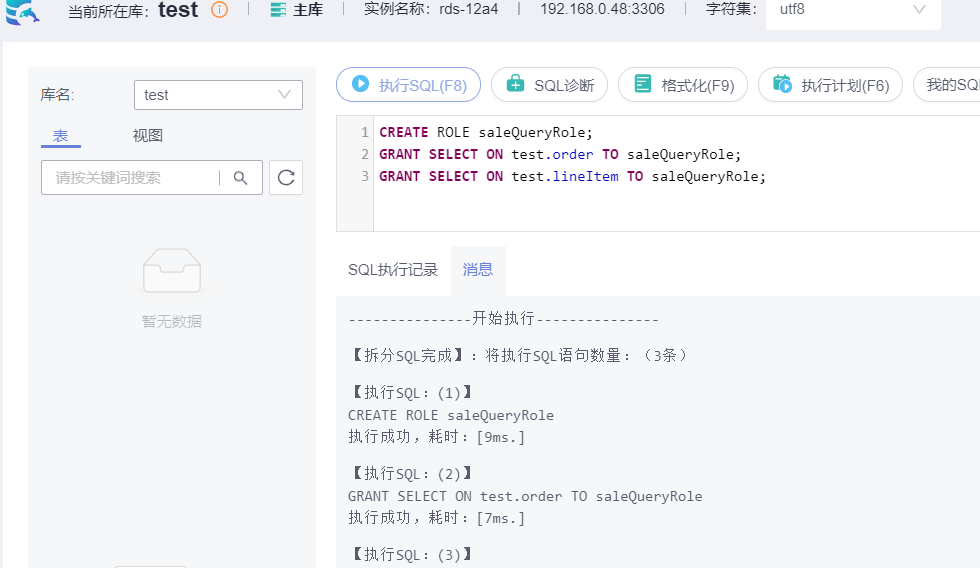 当前所在库: test
主库
实例名称: rds-12a4
192.168.0.48:3306
字符集:
utf8
库名:
test
表
视图
请按关键词搜索
暂无数据
执行SQL(F8)
SQL诊断
格式化(F9)
执行计划(F6)
我的SQ
1 CREATE ROLE saleQueryRole;
2 GRANT SELECT ON test.order TO saleQueryRole;
3 GRANT SELECT ON test.lineItem TO saleQueryRole;
SQL执行记录
消息
---------------开始执行---------------
【拆分SQL完成】: 将执行SQL语句数量: (3条)
【执行SQL: (1)】
CREATE ROLE saleQueryRole
执行成功, 耗时: [9ms.]
【执行SQL: (2)】
GRANT SELECT ON test.order TO saleQueryRole
执行成功, 耗时: [7ms.]
【执行SQL: (3)】